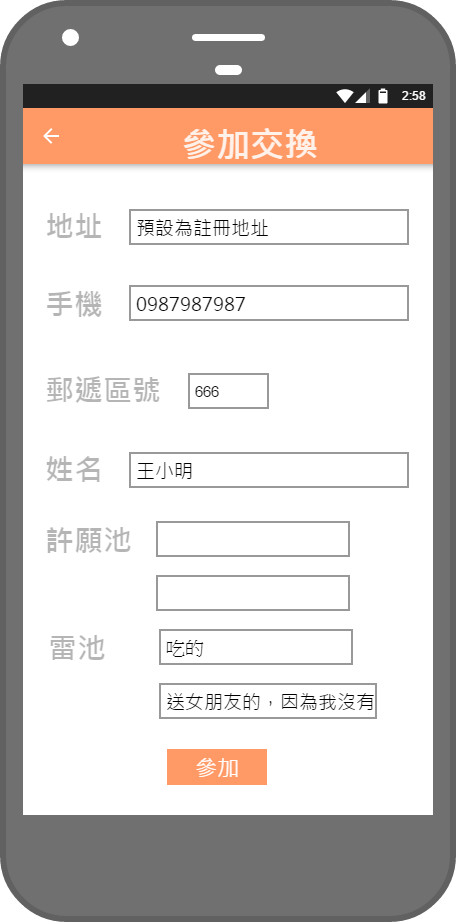 2:58
參加交換
地址 預設為註冊地址
手機 0987987987
郵遞區號 666
姓名 王小明
許願池
雷池 吃的
送女朋友的，因為我沒有
參加